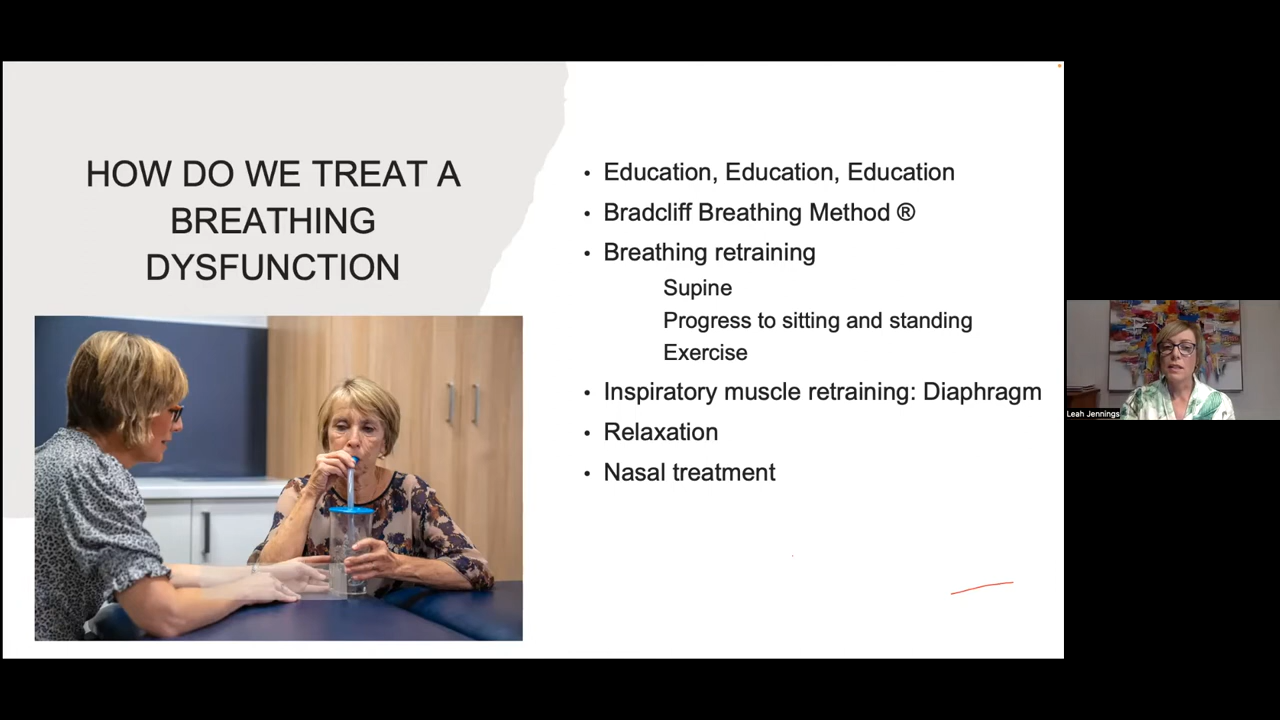 HOW DO WE TREAT A
BREATHING
DYSFUNCTION
• Education, Education, Education
• Bradcliff Breathing Method ®
• Breathing retraining
Supine
Progress to sitting and standing
Exercise
• Inspiratory muscle retraining: Diaphragm
• Relaxation
• Nasal treatment
Leah Jennings